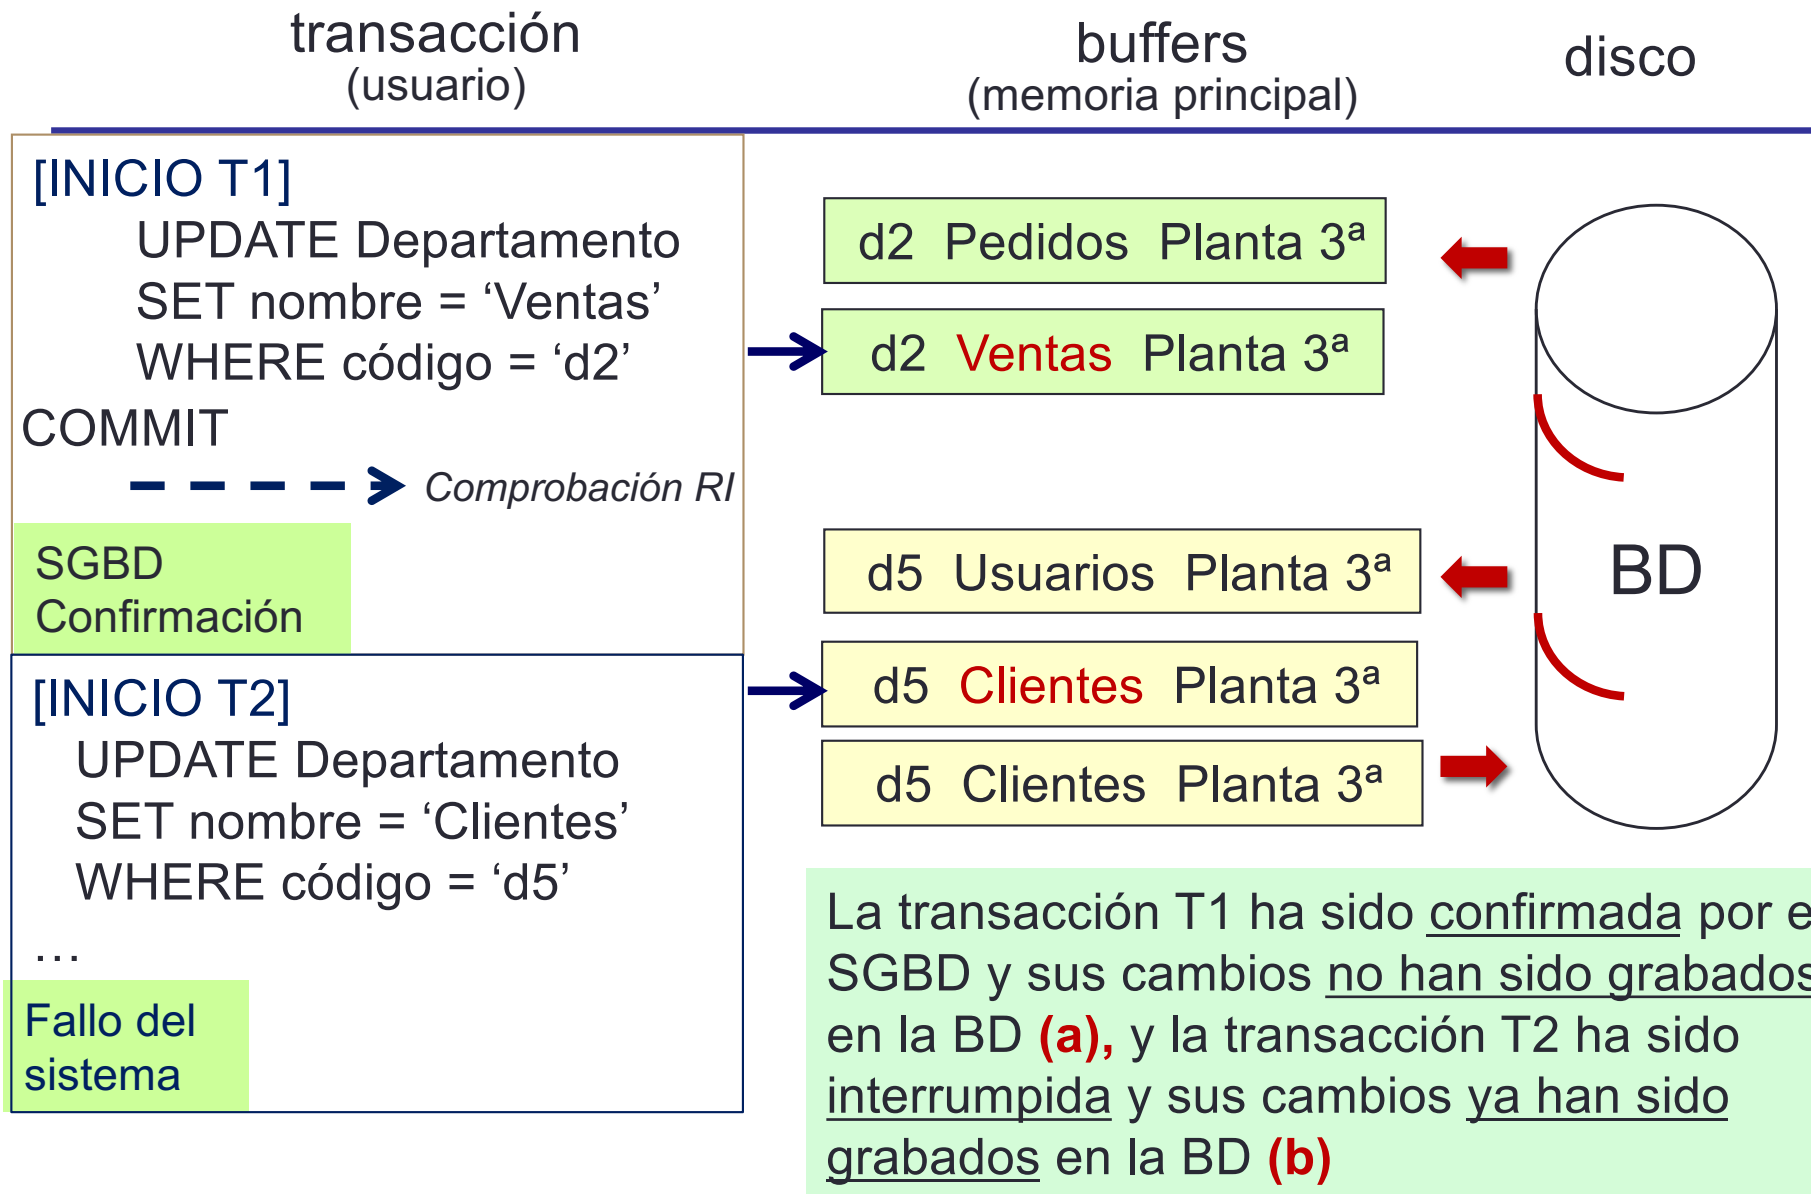 transacción
(usuario)
buffers
(memoria principal)
disco
[INICIO T1]
UPDATE Departamento
SET nombre = ‘Ventas’
WHERE código = ‘d2’
COMMIT
Comprobación RI
SGBD
Confirmación
[INICIO T2]
UPDATE Departamento
SET nombre = ‘Clientes’
WHERE código = ‘d5’
…
Fallo del
sistema
d2 Pedidos Planta 3ª
d2 Ventas Planta 3ª
d5 Usuarios Planta 3ª
d5 Clientes Planta 3ª
d5 Clientes Planta 3ª
BD
La transacción T1 ha sido confirmada por e
SGBD y sus cambios no han sido grabados
en la BD (a), y la transacción T2 ha sido
interrumpida y sus cambios ya han sido
grabados en la BD (b)